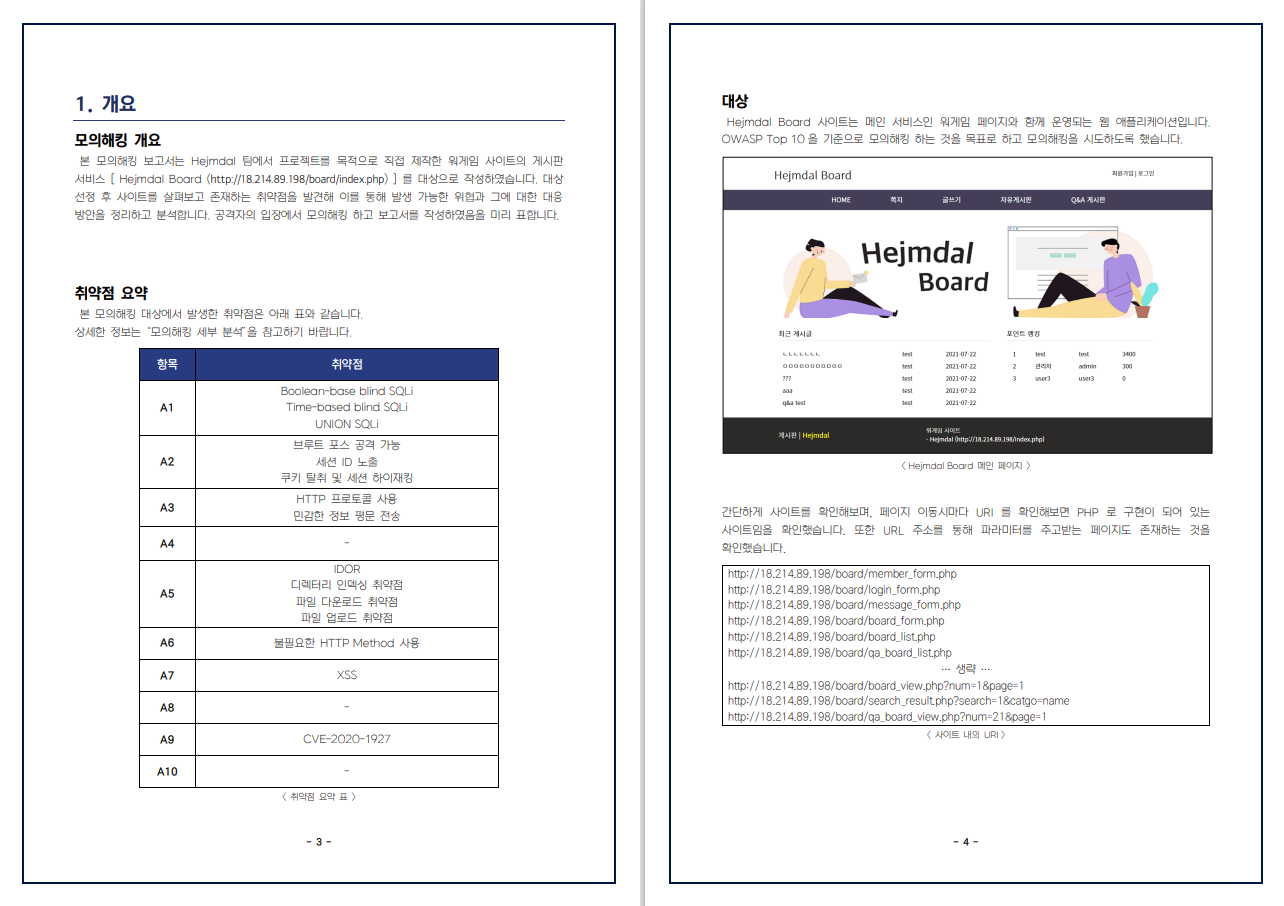 1. 개요
모의해킹 개요
본 모의해킹 보고서는 Hejmdal 팀에서 프로젝트를 목적으로 직접 제작한 워게임 사이트의 게시판
서비스 [ Hejmdal Board (http://18.214.89.198/board/index.php) ] 를 대상으로 작성하였습니다. 대상
선정 후 사이트를 살펴보고 존재하는 취약점을 발견해 이를 통해 발생 가능한 위협과 그에 대한 대응
방안을 정리하고 분석합니다. 공격자의 입장에서 모의해킹 하고 보고서를 작성하였음을 미리 표합니다.
취약점 요약
본 모의해킹 대상에서 발생한 취약점은 아래 표와 같습니다.
상세한 정보는 "모의해킹 세부 분석"을 참고하기 바랍니다.
항목 취약점
A1 Boolean-base blind SQLi
Time-based blind SQLi
UNION SQLi
A2 브루트 포스 공격 가능
세션 ID 노출
쿠키 탈취 및 세션 하이재킹
A3 HTTP 프로토콜 사용
민감한 정보 평문 전송
A4 -
A5 IDOR
디렉터리 인덱싱 취약점
파일 다운로드 취약점
파일 업로드 취약점
A6 불필요한 HTTP Method 사용
A7 XSS
A8 -
A9 CVE-2020-1927
A10 -
〈 취약점 요약 표 〉
- 3 -
대상
Hejmdal Board 사이트는 메인 서비스인 워게임 페이지와 함께 운영되는 웹 애플리케이션입니다.
OWASP Top 10 을 기준으로 모의해킹 하는 것을 목표로 하고 모의해킹을 시도하도록 했습니다.
Hejmdal Board 회원가입 | 로그인
HOME 쪽지 글쓰기 자유게시판 Q&A 게시판
Hejmdal
Board
최근 게시글 포인트 랭킹
ㄴㄴㄴㄴㄴㄴㄴ test 2021-07-22 1 test test 3400
ㅇㅇㅇㅇㅇㅇㅇㅇㅇㅇㅇ test 2021-07-22 2 관리자 admin 300
??? test 2021-07-22 3 user3 user3 0
aaa test 2021-07-22
q&a test test 2021-07-22
게시판 | Hejmdal 워게임 사이트
- Hejmdal (http://18.214.89.198/index.php)
〈 Hejmdal Board 메인 페이지 〉
간단하게 사이트를 확인해보며, 페이지 이동시마다 URI 를 확인해보면 PHP 로 구현이 되어 있는
사이트임을 확인했습니다. 또한 URL 주소를 통해 파라미터를 주고받는 페이지도 존재하는 것을
확인했습니다.
http://18.214.89.198/board/member_form.php
http://18.214.89.198/board/login_form.php
http://18.214.89.198/board/message_form.php
http://18.214.89.198/board/board_form.php
http://18.214.89.198/board/board_list.php
http://18.214.89.198/board/qa_board_list.php
… 생략 …
http://18.214.89.198/board/board_view.php?num=1&page=1
http://18.214.89.198/board/search_result.php?search=1&catgo=name
http://18.214.89.198/board/qa_board_view.php?num=21&page=1
〈 사이트 내의 URI 〉
- 4 -